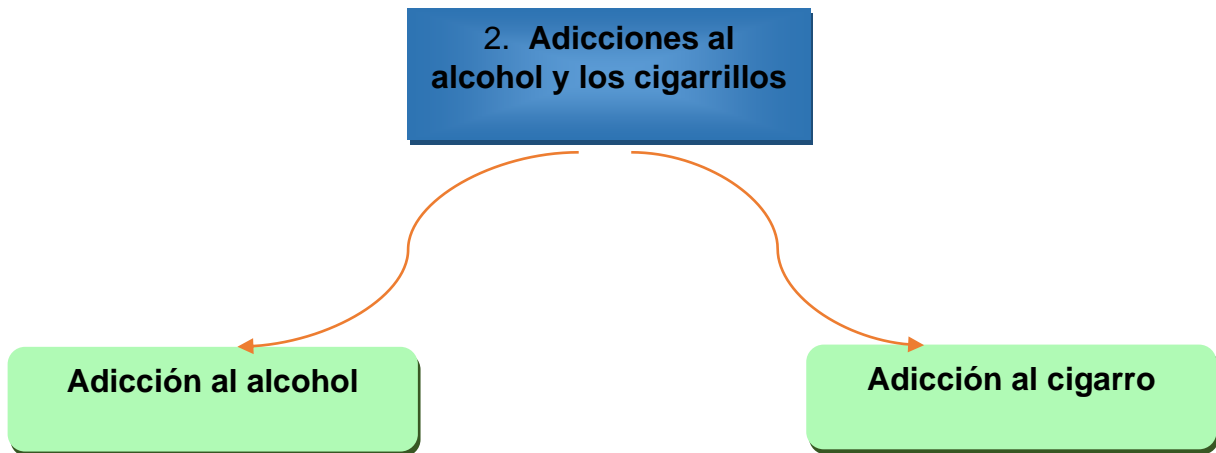 2. Adicciones al
alcohol y los cigarrillos
Adicción al alcohol
Adicción al cigarro